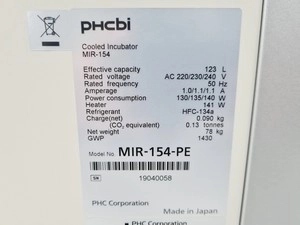 PHCbi
Cooled Incubator
MIR-154
Effective capacity 123 L
Rated voltage AC 220/230/240 V
Rated frequency 50 Hz
Amperage 1.0/1.1/1.1 A
Power consumption 130/135/140 W
Heater 141 W
Refrigerator HFC-134a
Charge(net) 0.090 kg
(CO2 equivalent) 0.13 tonnes
Net weight 78 kg
GWP 1430
Model No. MIR-154-PE
SN 19040058
PHC Corporation
Made in Japan
PHC Corporation